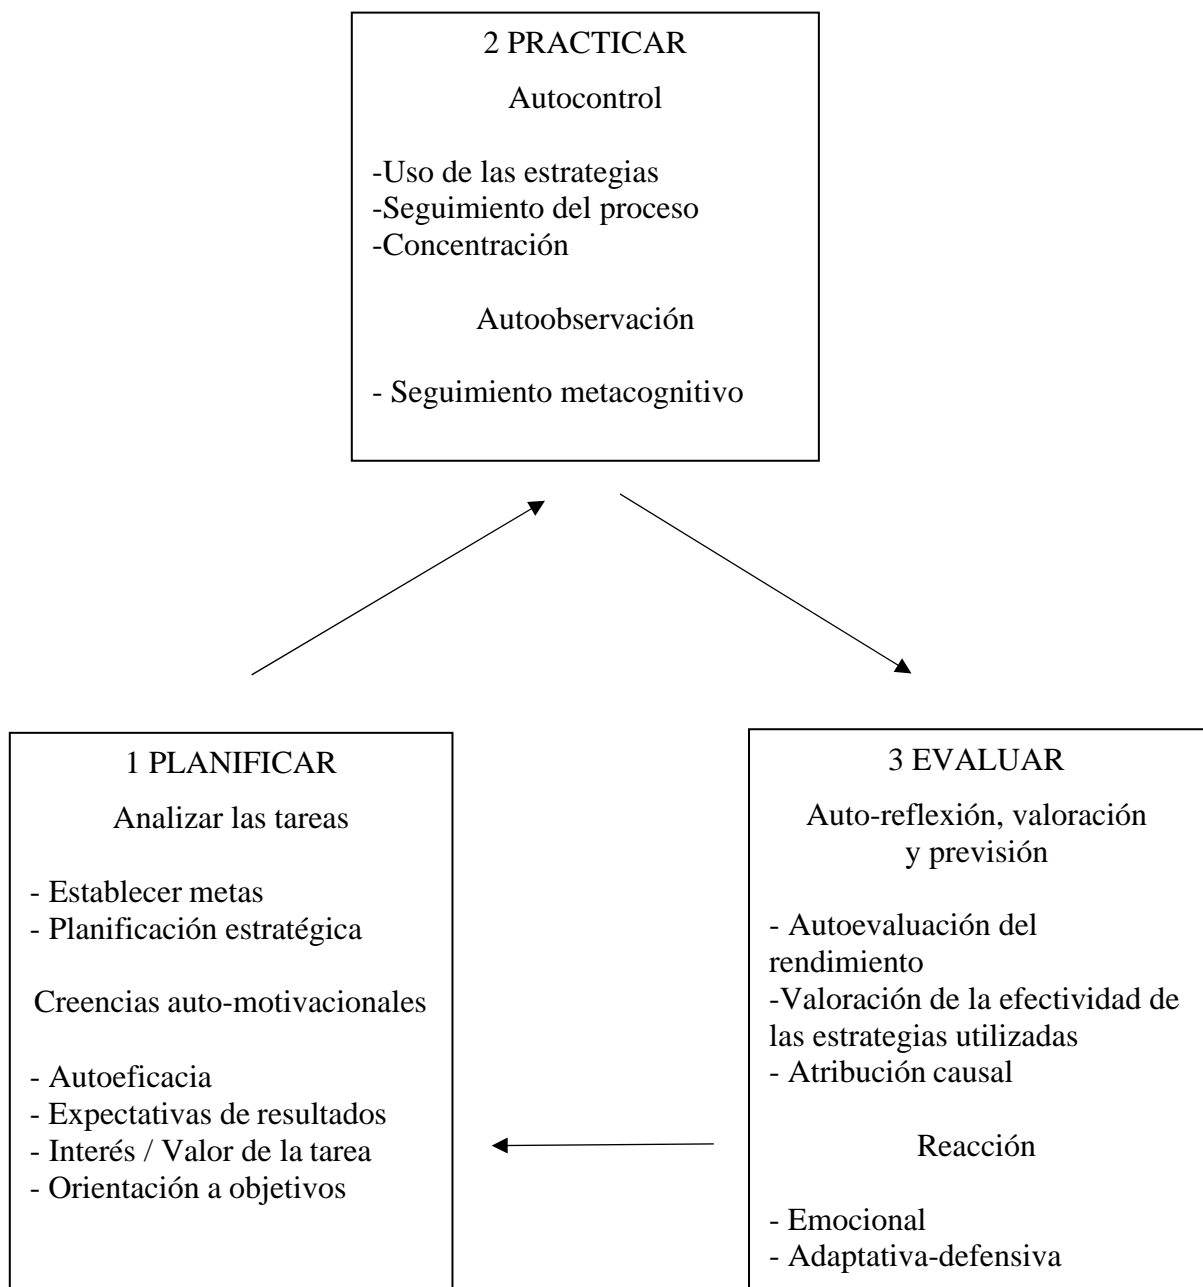 2 PRACTICAR
Autocontrol
-Uso de las estrategias
-Seguimiento del proceso
-Concentración
Autoobservación
- Seguimiento metacognitivo
1 PLANIFICAR
Analizar las tareas
- Establecer metas
- Planificación estratégica
Creencias auto-motivacionales
- Autoeficacia
- Expectativas de resultados
- Interés / Valor de la tarea
- Orientación a objetivos
3 EVALUAR
Auto-reflexión, valoración
y previsión
- Autoevaluación del
rendimiento
-Valoración de la efectividad de
las estrategias utilizadas
- Atribución causal
Reacción
- Emocional
- Adaptativa-defensiva